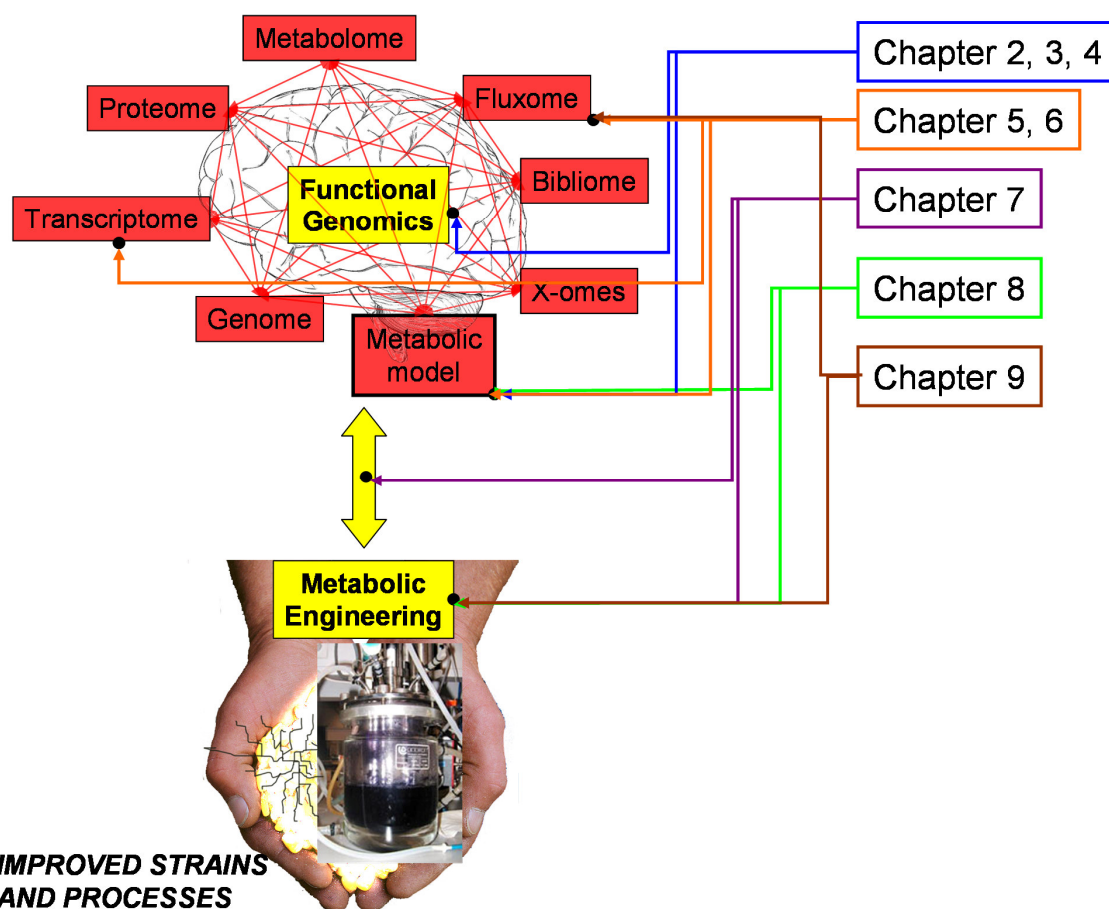 Metabolome
Chapter 2, 3, 4
Proteome
Fluxome
Chapter 5, 6
Functional
Genomics
Bibliome
Transcriptome
Chapter 7
X-omes
Chapter 8
Genome
Metabolic
model
Chapter 9
Metabolic
Engineering
IMPROVED STRAINS
AND PROCESSES